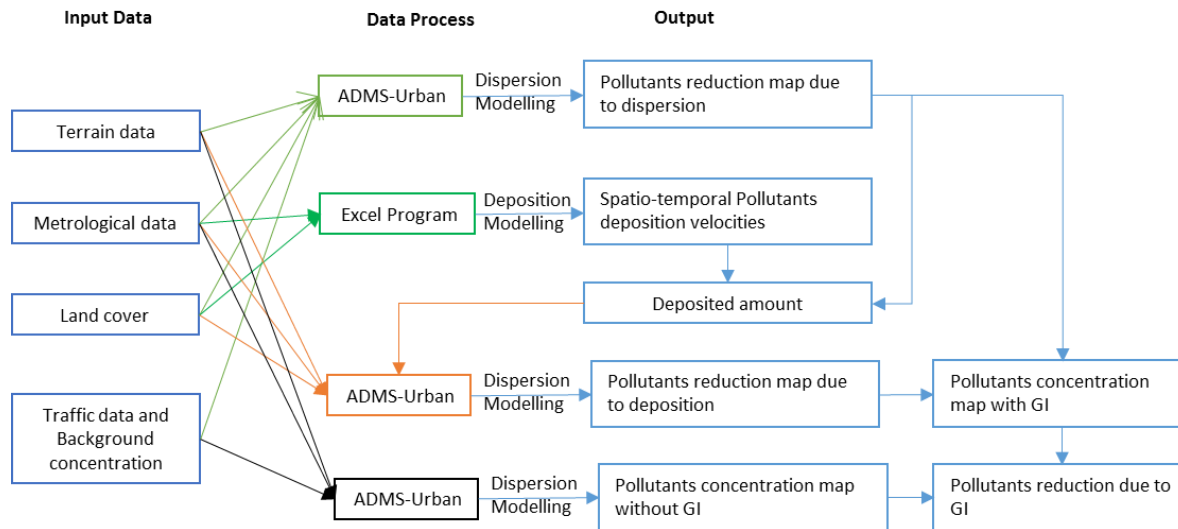 Input Data
Data Process
Output
Terrain data
Metrological data
Land cover
Traffic data and
Background
concentration
ADMS-Urban
Dispersion
Modelling
Pollutants reduction map due
to dispersion
Excel Program
Deposition
Modelling
Spatio-temporal Pollutants
deposition velocities
Deposited amount
ADMS-Urban
Dispersion
Modelling
Pollutants reduction map due
to deposition
Pollutants concentration
map with GI
ADMS-Urban
Dispersion
Modelling
Pollutants concentration map
without GI
Pollutants reduction due to
GI